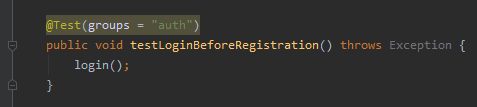 @Test(groups = "auth")
public void testLoginBeforeRegistration() throws Exception {
login();
}